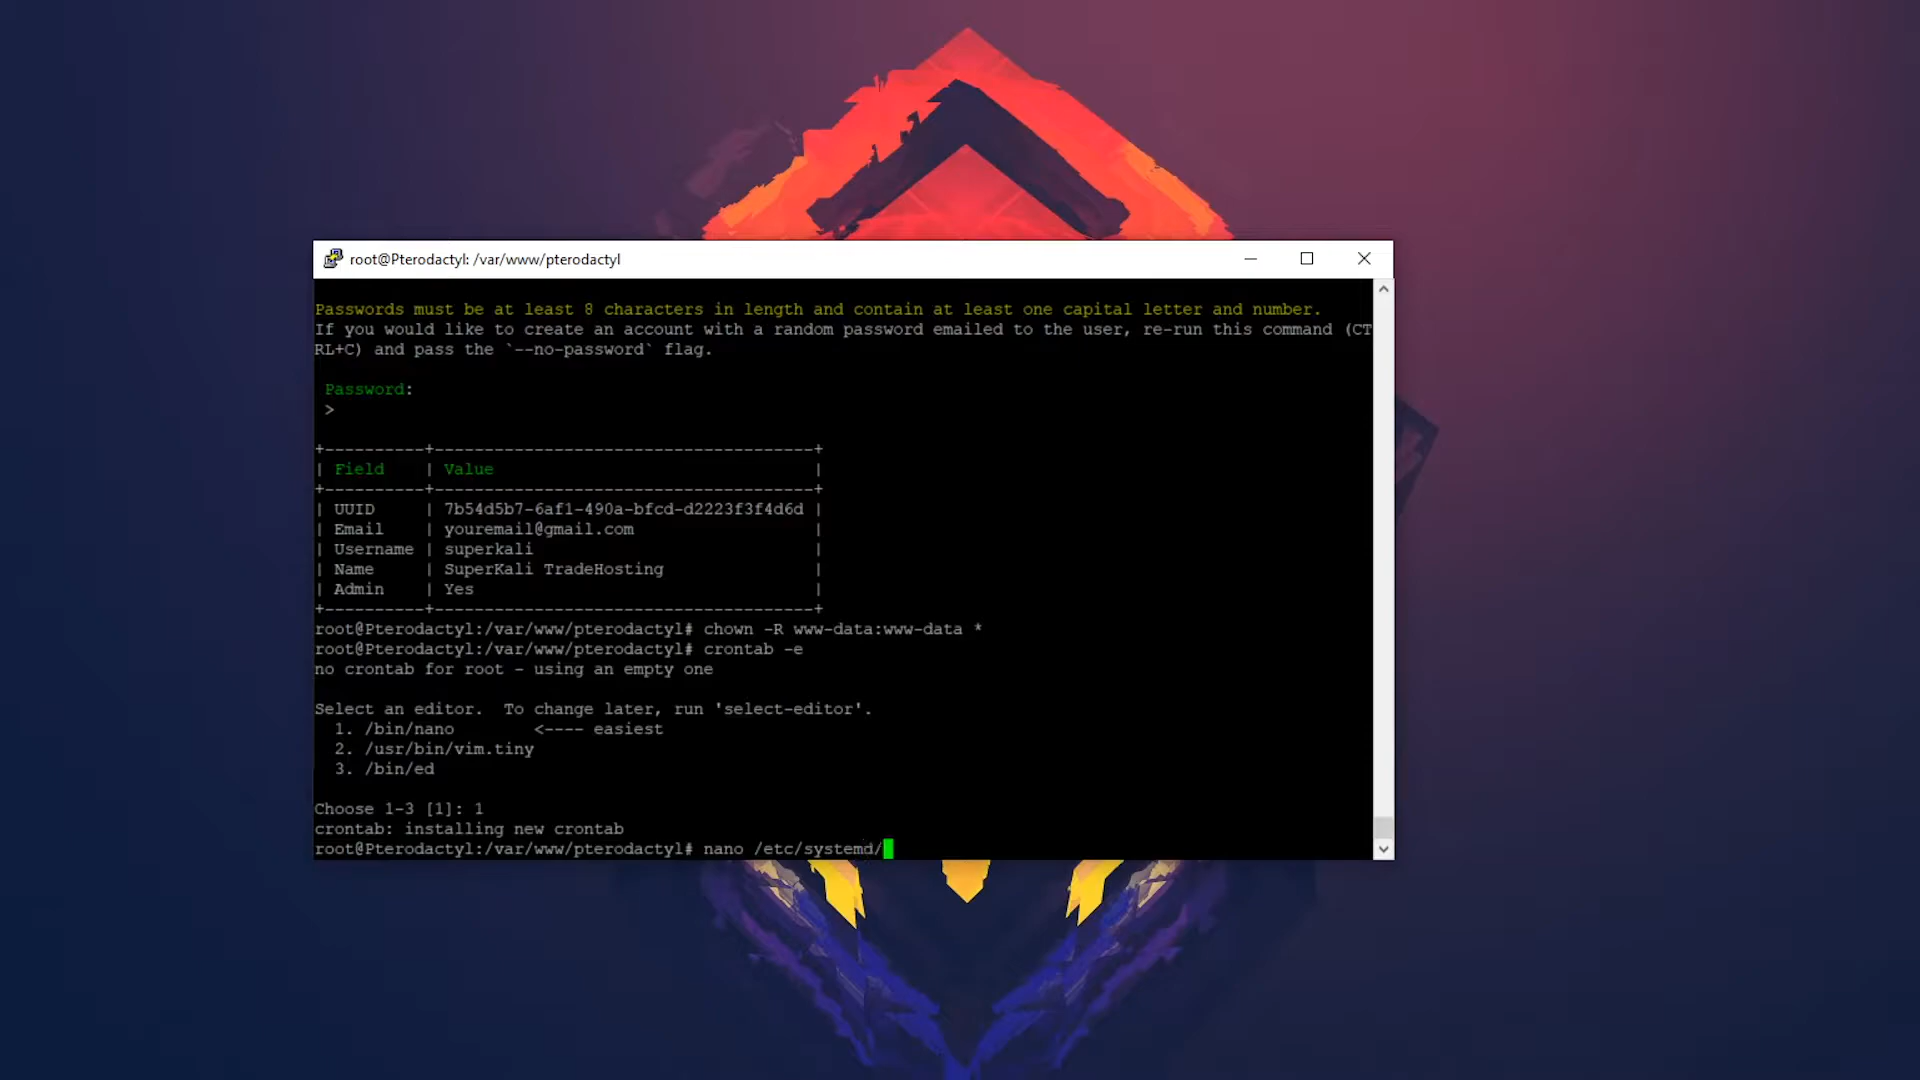 root@Pterodactyl: /var/www/pterodactyl
Passwords must be at least 8 characters in length and contain at least one capital letter and number.
If you would like to create an account with a random password emailed to the user, re-run this command (CT
RL+C) and pass the `--no-password` flag.
Password:
>
+----------+--------------------------------------+
| Field    | Value                                |
+----------+--------------------------------------+
| UUID     | 7b54d5b7-6af1-490a-bfcd-d2223f3f4d6d |
| Email    | youremail@gmail.com                  |
| Username | superkali                            |
| Name     | SuperKali TradeHosting               |
| Admin    | Yes                                  |
+----------+--------------------------------------+
root@Pterodactyl:/var/www/pterodactyl# chown -R www-data:www-data *
root@Pterodactyl:/var/www/pterodactyl# crontab -e
no crontab for root - using an empty one
Select an editor.  To change later, run 'select-editor'.
  1. /bin/nano        <---- easiest
  2. /usr/bin/vim.tiny
  3. /bin/ed
Choose 1-3 [1]: 1
crontab: installing new crontab
root@Pterodactyl:/var/www/pterodactyl# nano /etc/systemd/